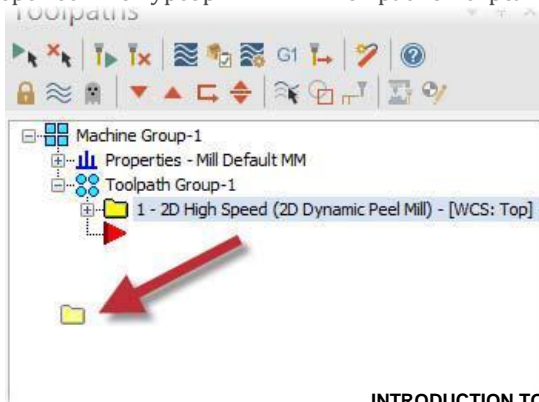 Toolpaths
G1
Machine Group-1
Properties - Mill Default MM
Toolpath Group-1
1 - 2D High Speed (2D Dynamic Peel Mill) - [WCS: Top]
INTRODUCTION TO